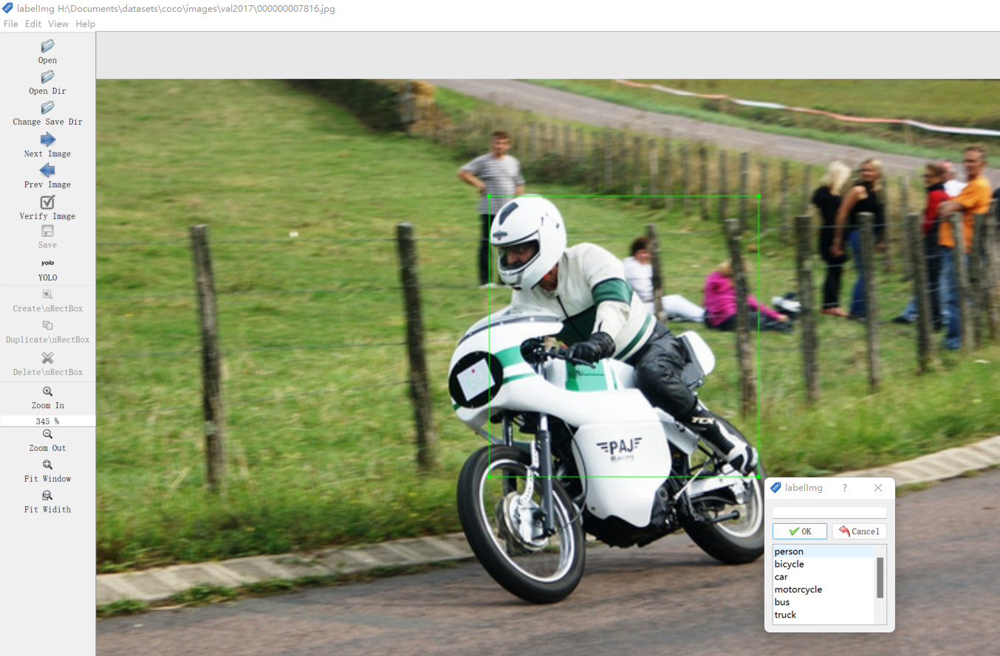 labelImg H:\Documents\datasets\coco\images\val2017\000000007816.jpg
File Edit View Help
Open
Open Dir
Change Save Dir
Next Image
Prev Image
Verify Image
Save
yolo
YOLO
Create\nRectBox
Duplicate\nRectBox
Delete\nRectBox
Zoom In
345 %
Zoom Out
Fit Window
Fit Width
TCX
PAJ
Racing
labelImg ?
OK Cancel
person
bicycle
car
motorcycle
bus
truck